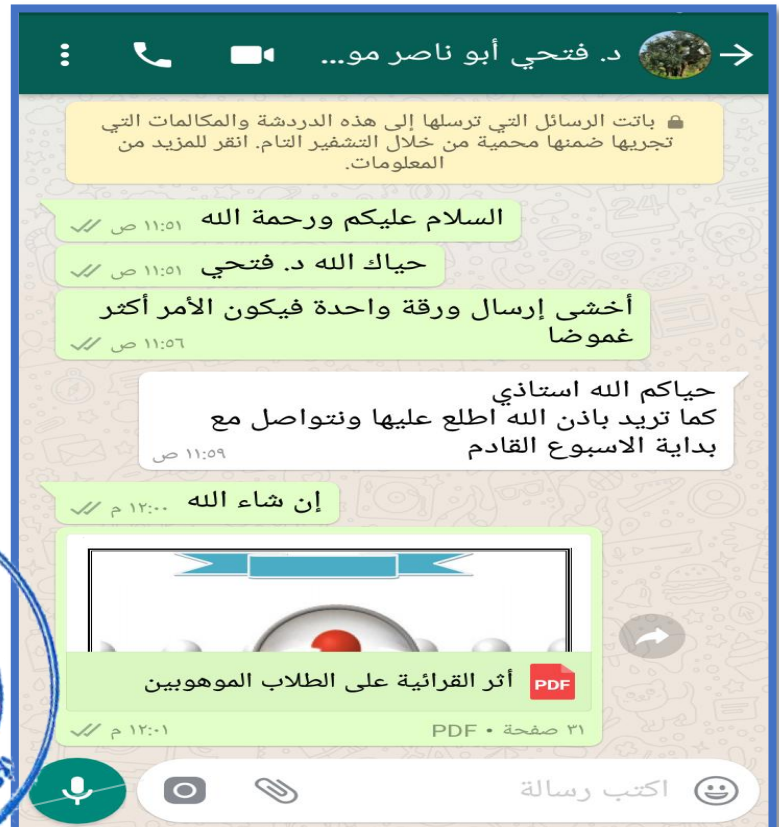 د. فتحي أبو ناصر مو...
باتت الرسائل التي ترسلها إلى هذه الدردشة والمكالمات التي
تجريها ضمنها محمية من خلال التشفير التام. انقر للمزيد من
المعلومات.
السلام عليكم ورحمة الله ١١:٥١ ص
حياك الله د. فتحي ١١:٥١ ص
أخشى إرسال ورقة واحدة فيكون الأمر أكثر
غموضا
١١:٥٦ ص
حياكم الله استاذي
كما تريد باذن الله اطلع عليها ونتواصل مع
بداية الاسبوع القادم
١١:٥٩ ص
إن شاء الله ١٢:٠٠ م
أثر القرائية على الطلاب الموهوبين
PDF
٣١ صفحة • PDF
١٢:٠١ م
اكتب رسالة